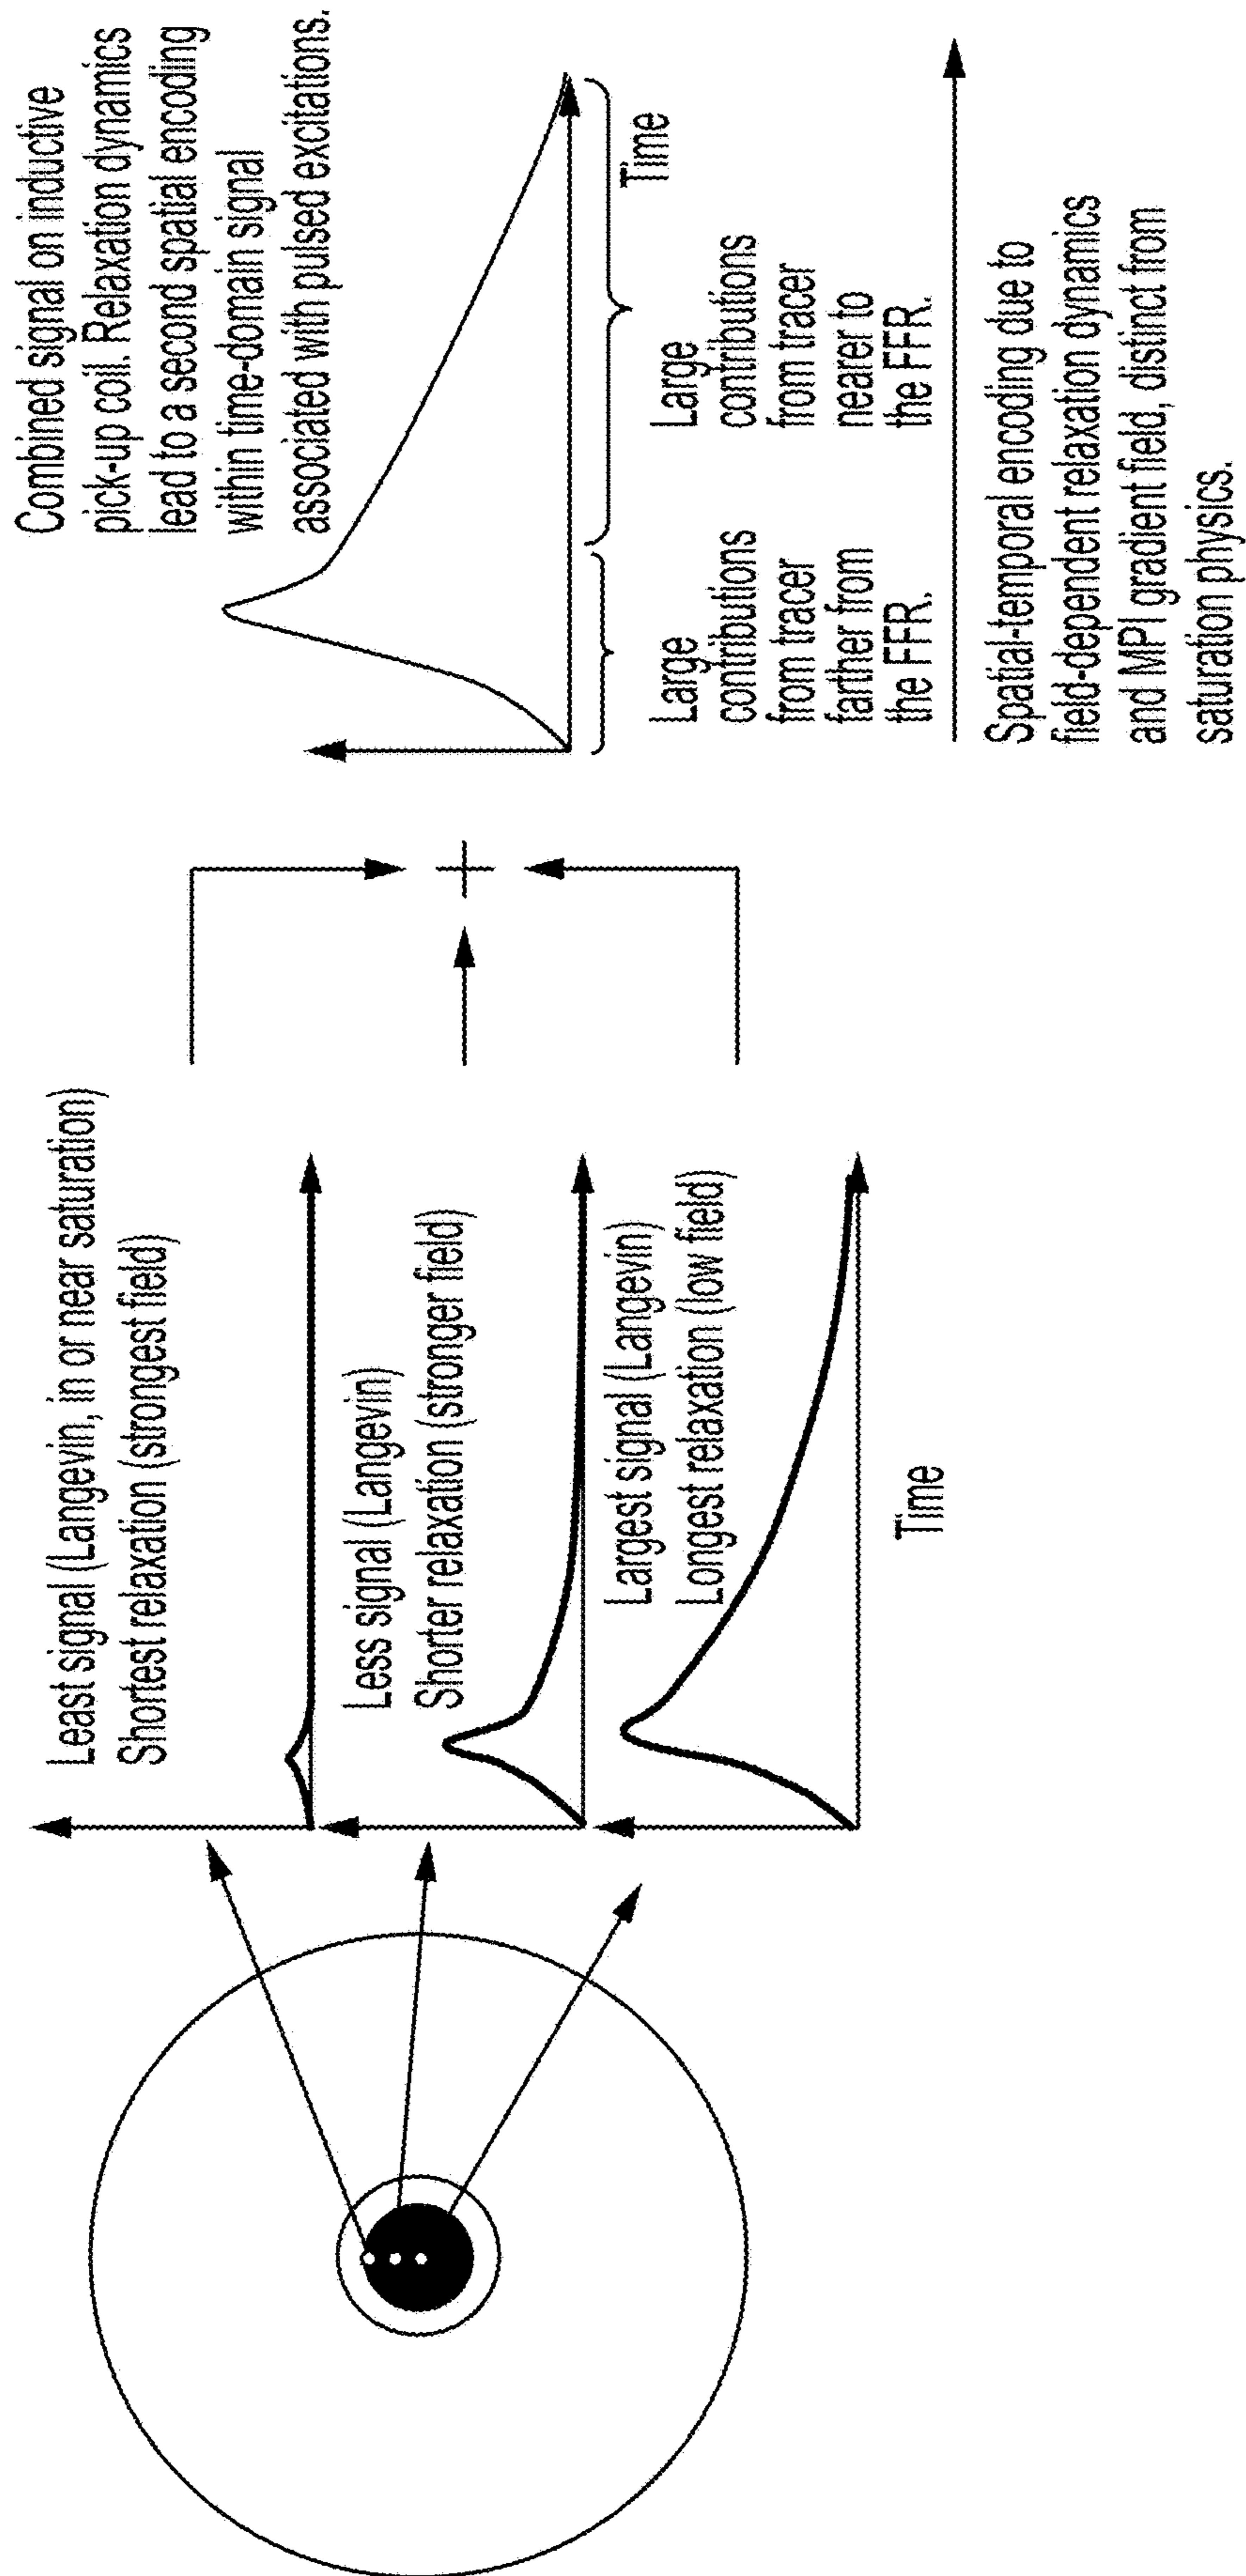 Least signal (Langevin, in or near saturation)
Shortest relaxation (strongest field)
Less signal (Langevin)
Shorter relaxation (stronger field)
Largest signal (Langevin)
Longest relaxation (low field)
Time
Combined signal on inductive
pick-up coil. Relaxation dynamics
lead to a second spatial encoding
within time-domain signal
associated with pulsed excitations.
Time
Large
contributions
from tracer
farther from
the FFR.
Large
contributions
from tracer
nearer to
the FFR.
Spatial-temporal encoding due to
field-dependent relaxation dynamics
and MPI gradient field, distinct from
saturation physics.